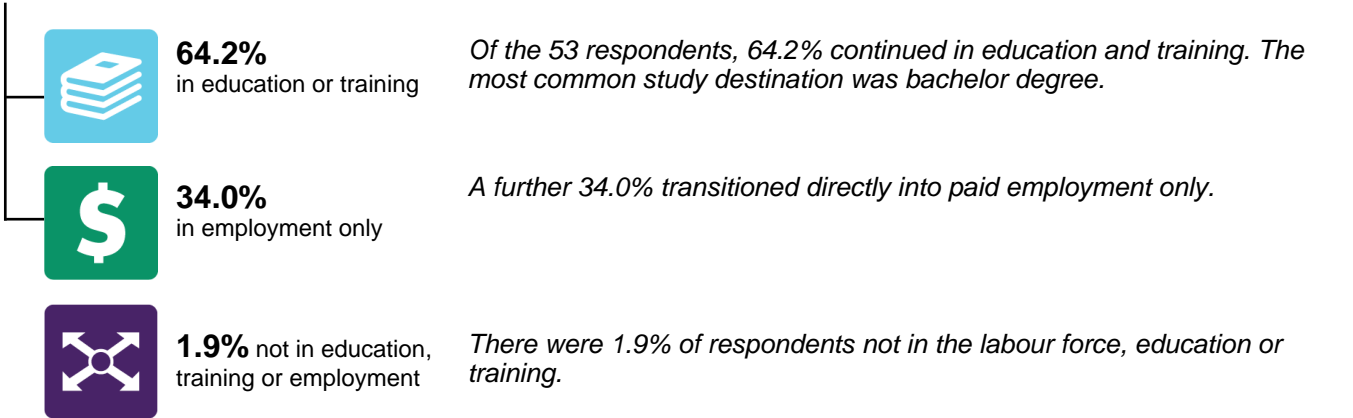 64.2%
in education or training
Of the 53 respondents, 64.2% continued in education and training. The
most common study destination was bachelor degree.
$
34.0%
in employment only
A further 34.0% transitioned directly into paid employment only.
1.9% not in education,
training or employment
There were 1.9% of respondents not in the labour force, education or
training.